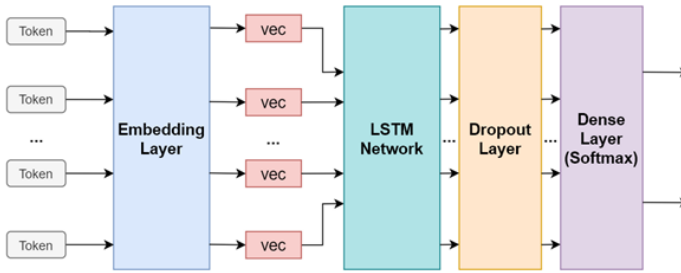 Token
vec
Token
vec
...
Embedding
Layer
...
LSTM
Network
...
Dropout
Layer
...
Dense
Layer
(Softmax)
Token
vec
Token
vec